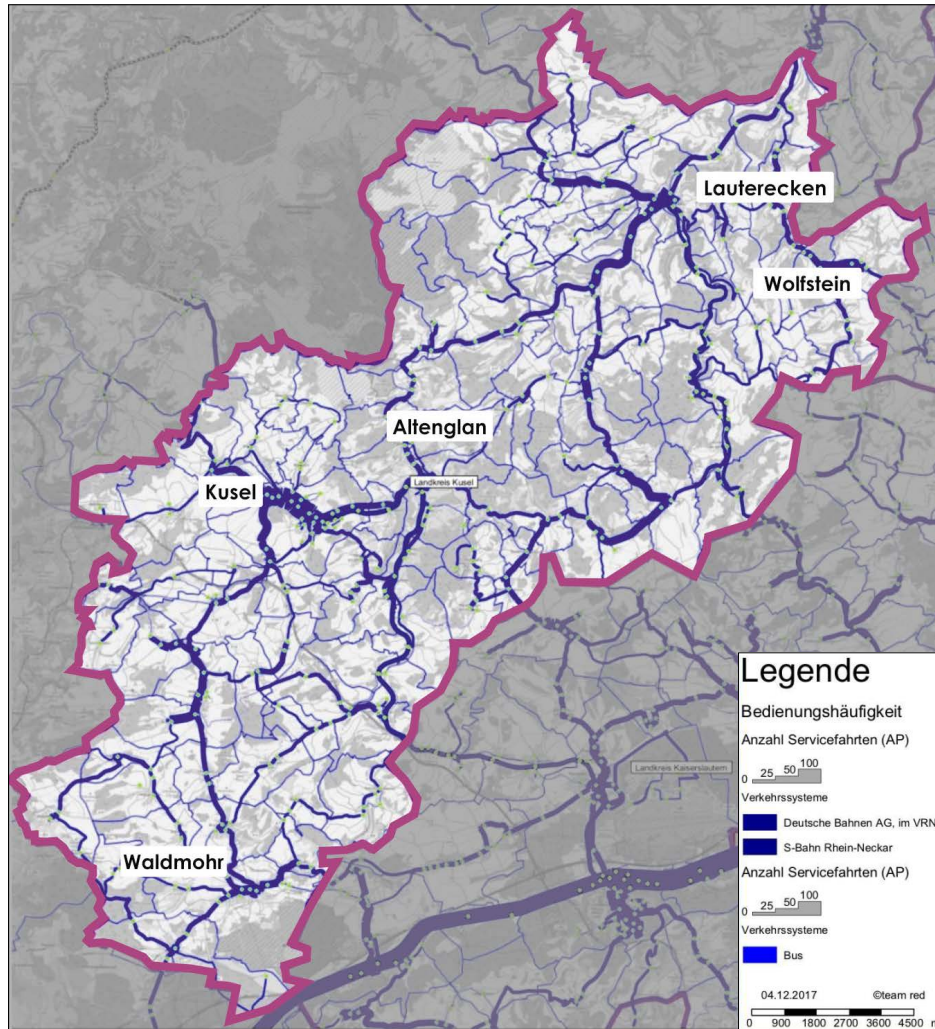 Lauterecken
Wolfstein
Altenglan
Landkreis Kusel
Kusel
Waldmohr
Landkreis Kaiserslautern
Legende
Bedienungshäufigkeit
Anzahl Servicefahrten (AP)
0 25 50 100
Verkehrssysteme
Deutsche Bahnen AG, im VRN
S-Bahn Rhein-Neckar
Anzahl Servicefahrten (AP)
0 25 50 100
Verkehrssysteme
Bus
04.12.2017 ©team red
0 900 1800 2700 3600 4500 m